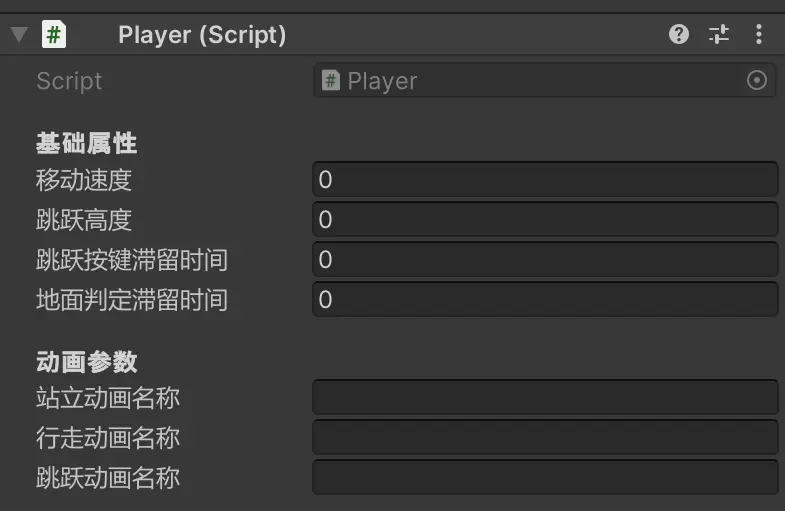 Player (Script)
Script Player
基础属性
移动速度 0
跳跃高度 0
跳跃按键滞留时间 0
地面判定滞留时间 0
动画参数
站立动画名称
行走动画名称
跳跃动画名称